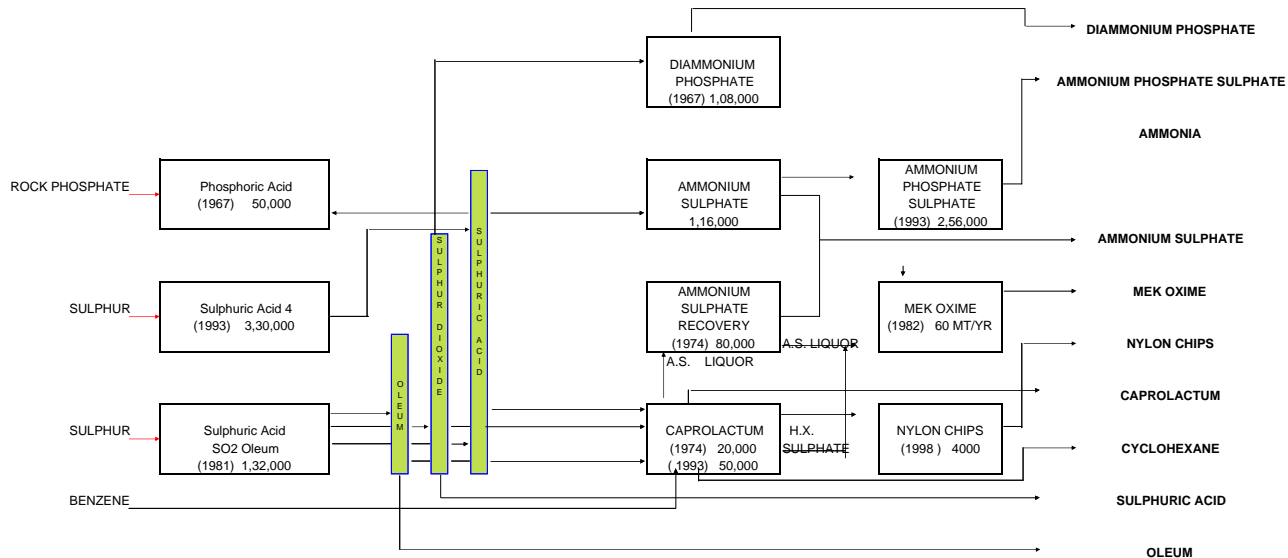 DIAMMONIUM PHOSPHATE
DIAMMONIUM
PHOSPHATE
(1967) 1,08,000
AMMONIUM PHOSPHATE SULPHATE
AMMONIA
ROCK PHOSPHATE
Phosphoric Acid
(1967) 50,000
AMMONIUM
SULPHATE
1,16,000
AMMONIUM
PHOSPHATE
SULPHATE
(1993) 2,56,000
SULPHURIC ACID
SULPHUR DIOXIDE
OLEUM
AMMONIUM SULPHATE
SULPHUR
Sulphuric Acid 4
(1993) 3,30,000
AMMONIUM
SULPHATE
RECOVERY
(1974) 80,000
A.S. LIQUOR
A.S. LIQUOR
MEK OXIME
(1982) 60 MT/YR
MEK OXIME
NYLON CHIPS
CAPROLACTUM
SULPHUR
Sulphuric Acid
SO2 Oleum
(1981) 1,32,000
CAPROLACTUM
(1974) 20,000
( 1993) 50,000
H.X.
SULPHATE
NYLON CHIPS
(1998 ) 4000
CYCLOHEXANE
BENZENE
SULPHURIC ACID
OLEUM